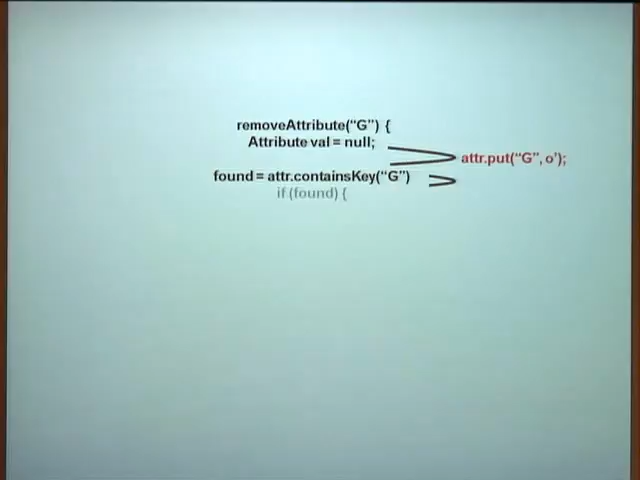 removeAttribute("G") {
Attribute val = null;
attr.put("G", o');
found = attr.containsKey("G")
if (found) {